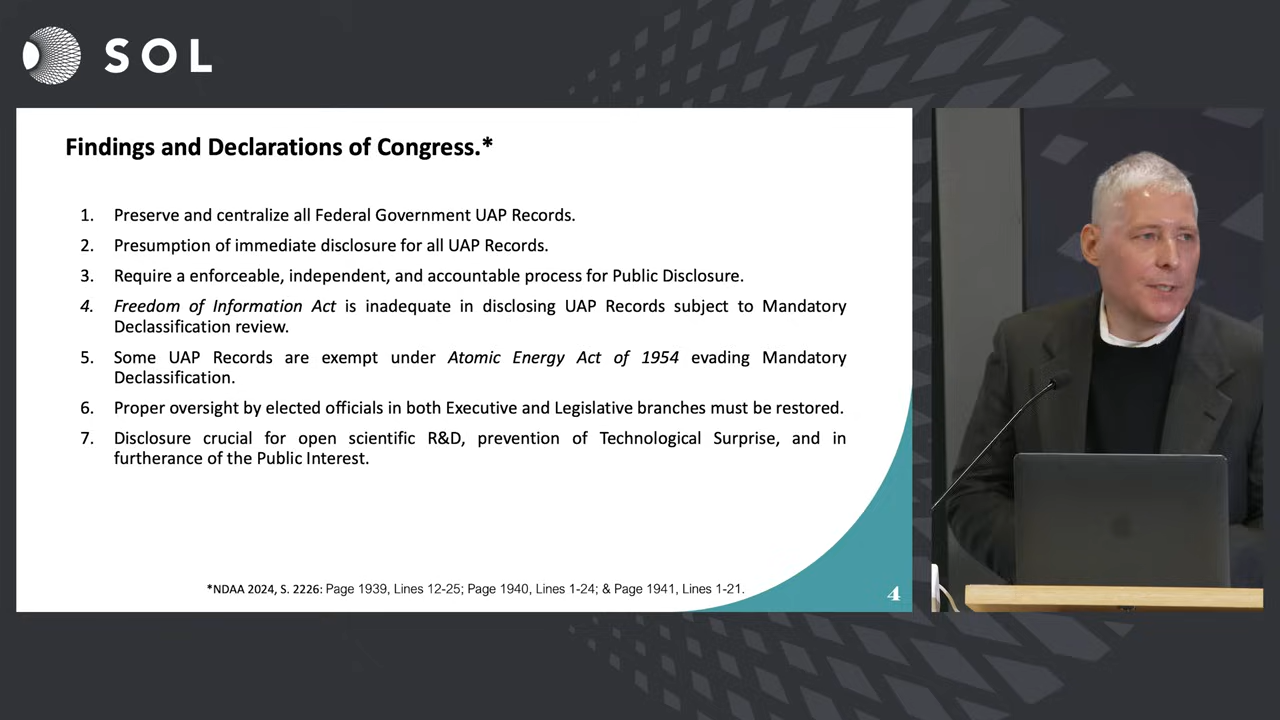 SOL
Findings and Declarations of Congress.*
1. Preserve and centralize all Federal Government UAP Records.
2. Presumption of immediate disclosure for all UAP Records.
3. Require a enforceable, independent, and accountable process for Public Disclosure.
4. Freedom of Information Act is inadequate in disclosing UAP Records subject to Mandatory
Declassification review.
5. Some UAP Records are exempt under Atomic Energy Act of 1954 evading Mandatory
Declassification.
6. Proper oversight by elected officials in both Executive and Legislative branches must be restored.
7. Disclosure crucial for open scientific R&D, prevention of Technological Surprise, and in
furtherance of the Public Interest.
*NDAA 2024, S. 2226: Page 1939, Lines 12-25; Page 1940, Lines 1-24; & Page 1941, Lines 1-21.
4